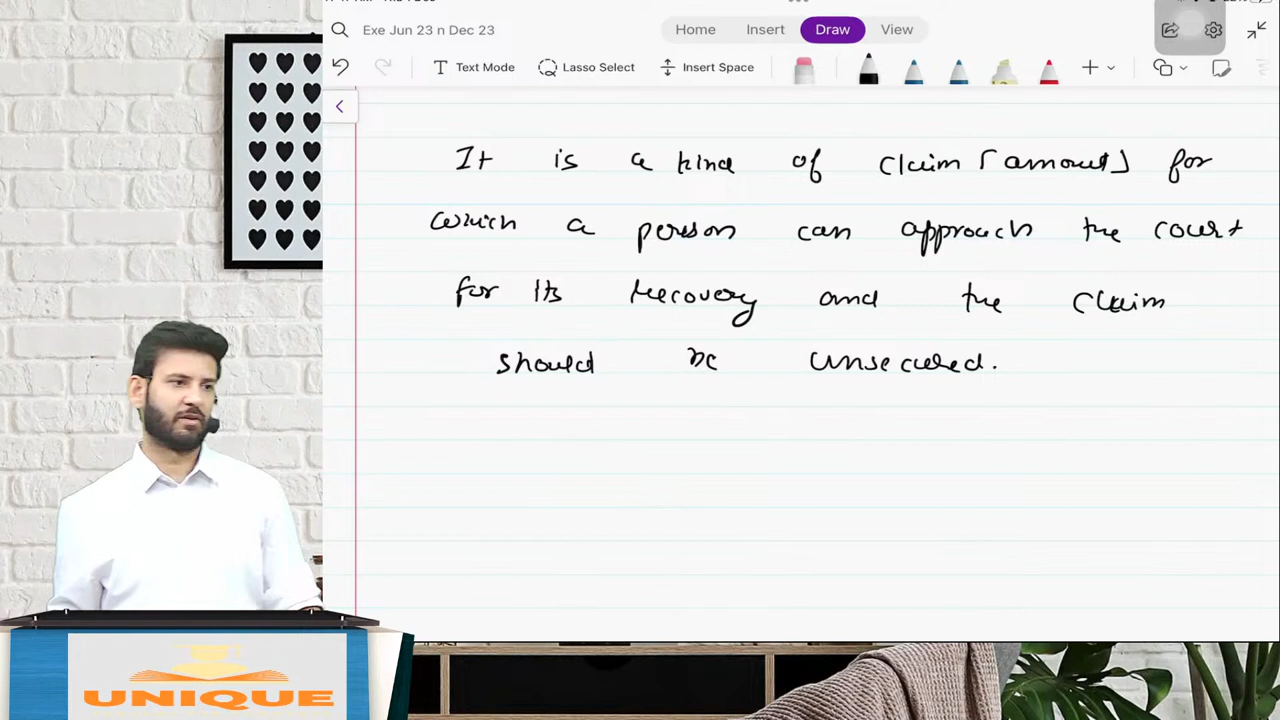 Exe Jun 23 n Dec 23
Home Insert Draw View
Text Mode Lasso Select Insert Space
It is a kind of claim [amount] for
which a person can approach the court
for its recovery and the claim
should be unsecured.
UNIQUE